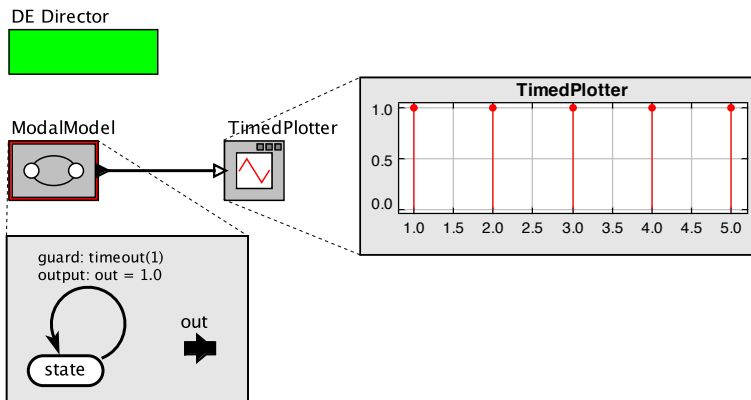 DE Director
ModalModel
TimedPlotter
TimedPlotter
1.0
0.5
0.0
1.0 1.5 2.0 2.5 3.0 3.5 4.0 4.5 5.0
guard: timeout(1)
output: out = 1.0
out
state